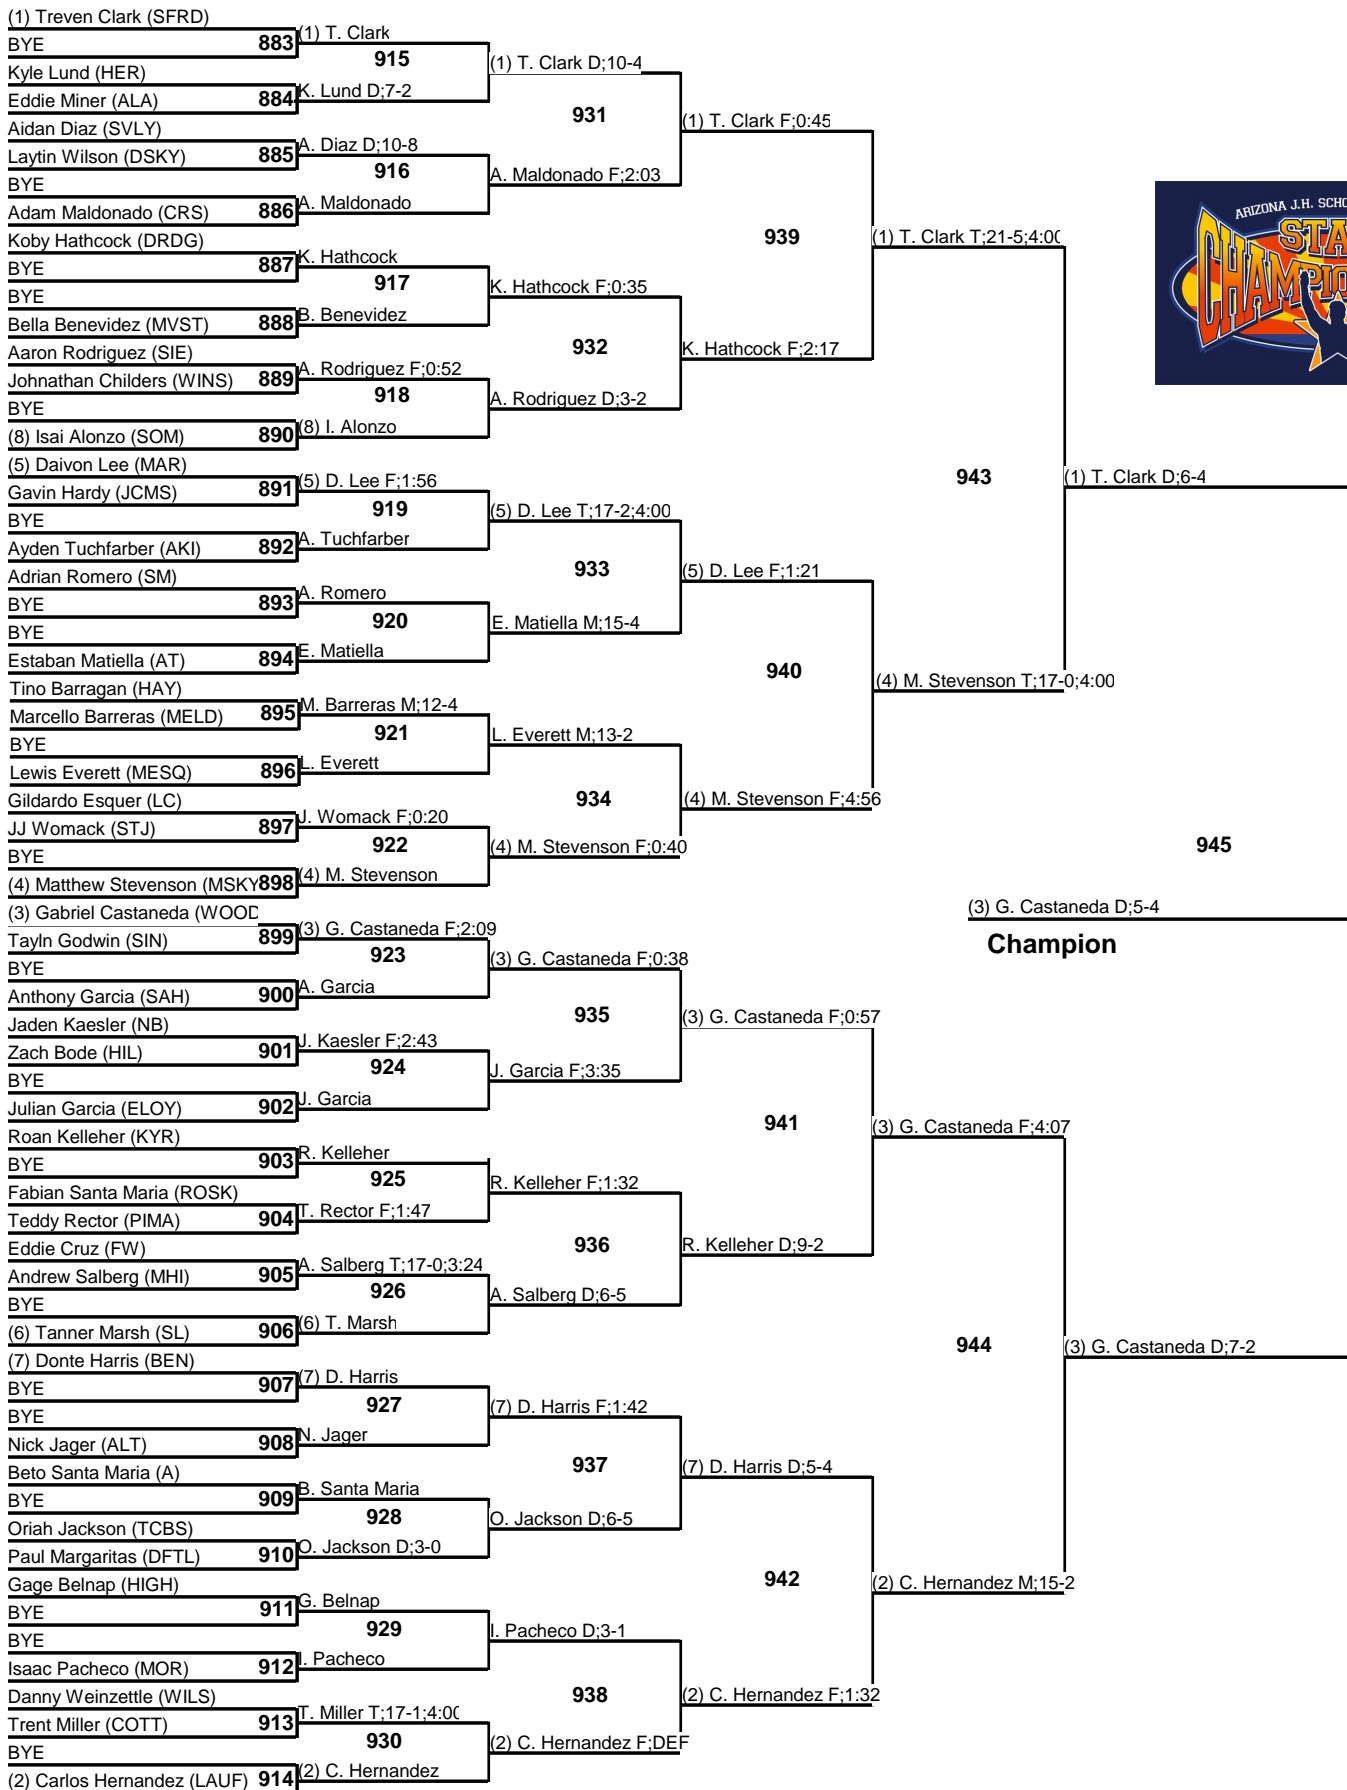 (1) Treven Clark (SFRD)
BYE
883
Kyle Lund (HER)
Eddie Miner (ALA)
884
Aidan Diaz (SVLY)
Laytin Wilson (DSKY)
885
BYE
Adam Maldonado (CRS)
886
Koby Hathcock (DRDG)
BYE
887
BYE
Bella Benevidez (MVST)
888
Aaron Rodriguez (SIE)
Johnathan Childers (WINS)
889
BYE
(8) Isai Alonzo (SOM)
890
(5) Daivon Lee (MAR)
Gavin Hardy (JCMS)
891
BYE
Ayden Tuchfarber (AKI)
892
Adrian Romero (SM)
BYE
893
BYE
Estaban Matiella (AT)
894
Tino Barragan (HAY)
Marcello Barreras (MELD)
895
BYE
Lewis Everett (MESQ)
896
Gildardo Esquer (LC)
JJ Womack (STJ)
897
BYE
(4) Matthew Stevenson (MSKY
898
(3) Gabriel Castaneda (WOOD
Tayln Godwin (SIN)
899
BYE
Anthony Garcia (SAH)
900
Jaden Kaesler (NB)
Zach Bode (HIL)
901
BYE
Julian Garcia (ELOY)
902
Roan Kelleher (KYR)
BYE
903
Fabian Santa Maria (ROSK)
Teddy Rector (PIMA)
904
Eddie Cruz (FW)
Andrew Salberg (MHI)
905
BYE
(6) Tanner Marsh (SL)
906
(7) Donte Harris (BEN)
BYE
907
BYE
Nick Jager (ALT)
908
Beto Santa Maria (A)
BYE
909
Oriah Jackson (TCBS)
Paul Margaritas (DFTL)
910
Gage Belnap (HIGH)
BYE
911
BYE
Isaac Pacheco (MOR)
912
Danny Weinzettle (WILS)
Trent Miller (COTT)
913
BYE
(2) Carlos Hernandez (LAUF)
914
(1) T. Clark
915
K. Lund D;7-2
A. Diaz D;10-8
916
A. Maldonado
K. Hathcock
917
B. Benevidez
A. Rodriguez F;0:52
918
(8) I. Alonzo
(5) D. Lee F;1:56
919
A. Tuchfarber
A. Romero
920
E. Matiella
M. Barreras M;12-4
921
L. Everett
J. Womack F;0:20
922
(4) M. Stevenson
(3) G. Castaneda F;2:09
923
A. Garcia
J. Kaesler F;2:43
924
J. Garcia
R. Kelleher
925
T. Rector F;1:47
A. Salberg T;17-0;3:24
926
(6) T. Marsh
(7) D. Harris
927
N. Jager
B. Santa Maria
928
O. Jackson D;3-0
G. Belnap
929
I. Pacheco
T. Miller T;17-1;4:00
930
(2) C. Hernandez
(1) T. Clark D;10-4
931
A. Maldonado F;2:03
K. Hathcock F;0:35
932
A. Rodriguez D;3-2
(5) D. Lee T;17-2;4:00
933
E. Matiella M;15-4
L. Everett M;13-2
934
(4) M. Stevenson F;0:40
(3) G. Castaneda F;0:38
935
J. Garcia F;3:35
R. Kelleher F;1:32
936
A. Salberg D;6-5
(7) D. Harris F;1:42
937
O. Jackson D;6-5
I. Pacheco D;3-1
938
(2) C. Hernandez F;DEF
(1) T. Clark F;0:45
939
K. Hathcock F;2:17
(5) D. Lee F;1:21
940
(4) M. Stevenson F;4:56
(3) G. Castaneda F;0:57
941
R. Kelleher D;9-2
(7) D. Harris D;5-4
942
(2) C. Hernandez F;1:32
(1) T. Clark T;21-5;4:00
943
(4) M. Stevenson T;17-0;4:00
(3) G. Castaneda F;4:07
944
(2) C. Hernandez M;15-2
(1) T. Clark D;6-4
945
(3) G. Castaneda D;7-2
(3) G. Castaneda D;5-4
Champion
ARIZONA J.H. SCHO
STA
CHAMPIO